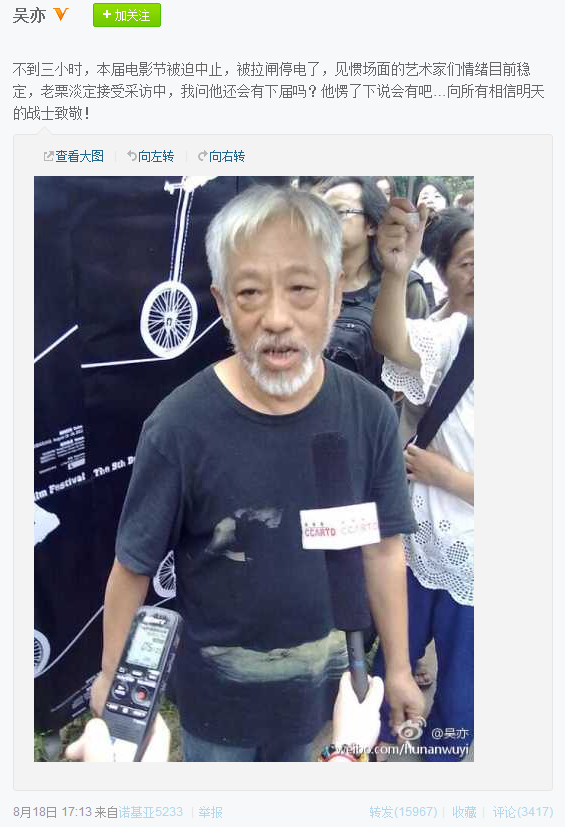 吴亦
+ 加关注
不到三小时，本届电影节被迫中止，被拉闸停电了，见惯场面的艺术家们情绪目前稳
定，老栗淡定接受采访中，我问他还会有下届吗？他愣了下说会有吧…向所有相信明天
的战士致敬！
查看大图 | 向左转 | 向右转
ilm Festival
The 9th B
CCARTD CCARTD
@吴亦
weibo.com/hunanwuyi
8月18日 17:13 来自诺基亚5233 | 举报
转发(15967) | 收藏 | 评论(3417)